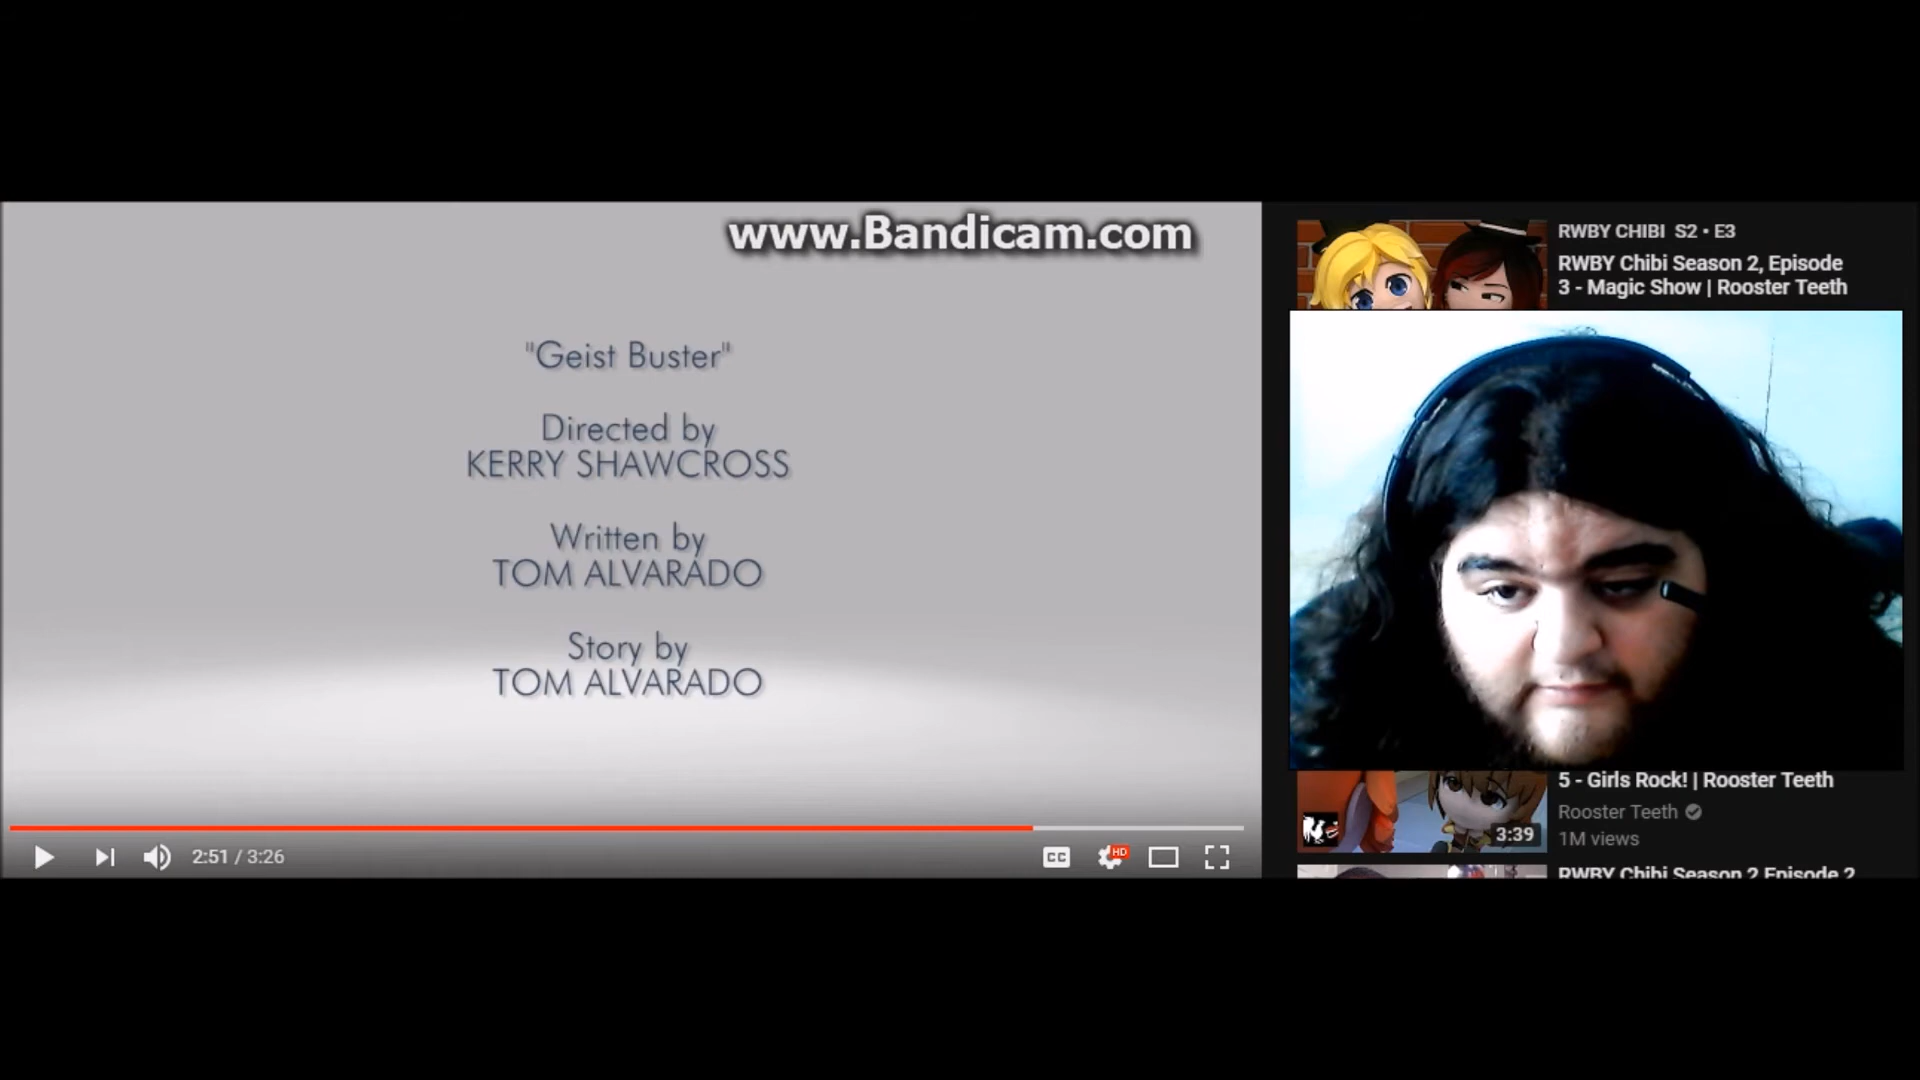 www.Bandicam.com
"Geist Buster"
Directed by
KERRY SHAWCROSS
Written by
TOM ALVARADO
Story by
TOM ALVARADO
2:51 / 3:26
CC
HD
RWBY CHIBI S2 • E3
RWBY Chibi Season 2, Episode
3 - Magic Show | Rooster Teeth
5 - Girls Rock! | Rooster Teeth
Rooster Teeth
1M views
3:39
RWBY Chibi Season 2 Episode 2